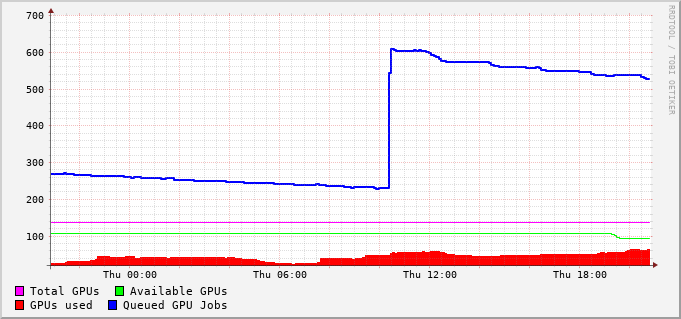 700
600
500
400
300
200
100
Thu 00:00 Thu 06:00 Thu 12:00 Thu 18:00
Total GPUs Available GPUs
GPUs used Queued GPU Jobs
RRDTOOL / TOBI OETIKER